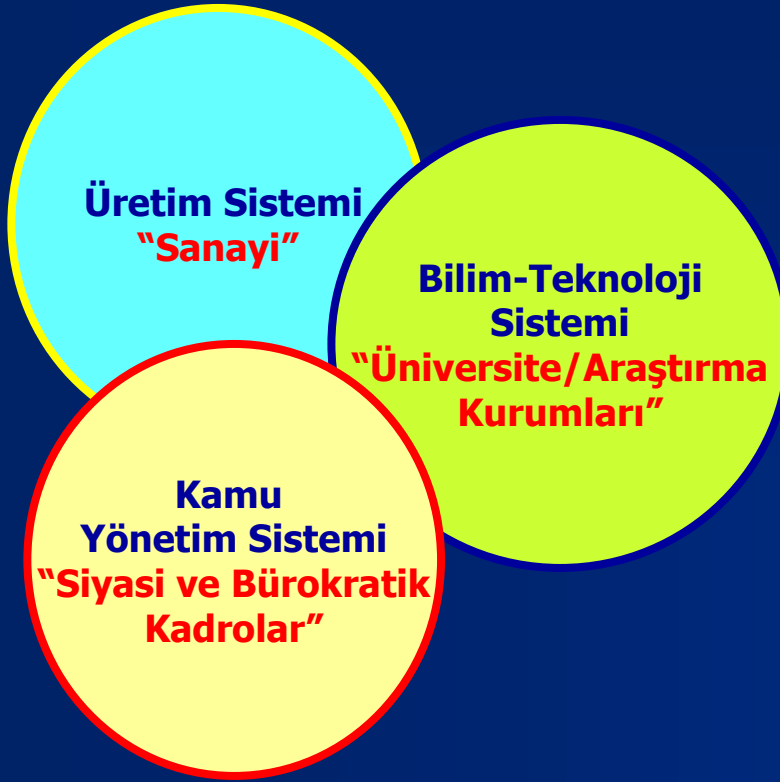 Üretim Sistemi
“Sanayi”
Bilim-Teknoloji
Sistemi
“Üniversite/Araştırma
Kurumları”
Kamu
Yönetim Sistemi
“Siyasi ve Bürokratik
Kadrolar”